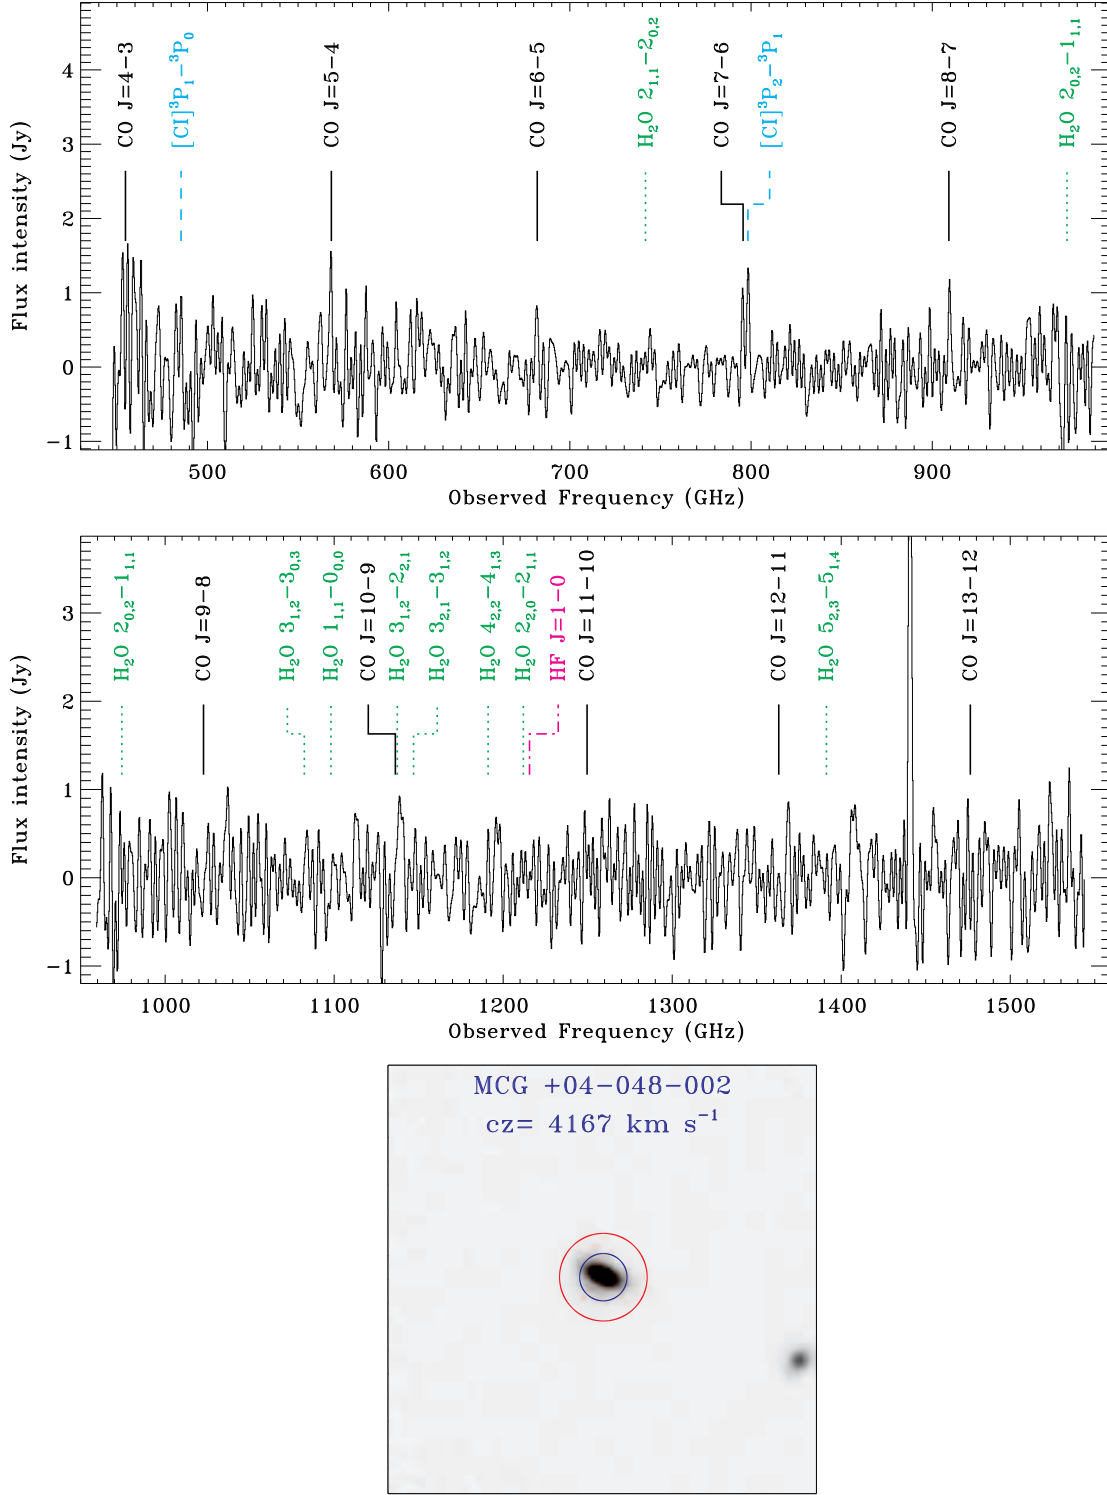 CO J=4−3
[CI]³P₁−³P₀
CO J=5−4
CO J=6−5
H₂O 2₁,₁−2₀,₂
CO J=7−6
[CI]³P₂−³P₁
CO J=8−7
H₂O 2₀,₂−1₁,₁
Flux intensity (Jy)
4
3
2
1
0
−1
500 600 700 800 900
Observed Frequency (GHz)
H₂O 2₀,₂−1₁,₁
CO J=9−8
H₂O 3₁,₂−3₀,₃
H₂O 1₁,₁−0₀,₀
CO J=10−9
H₂O 3₁,₂−2₂,₁
H₂O 3₂,₁−3₁,₂
H₂O 4₂,₂−4₁,₃
H₂O 2₂,₀−2₁,₁
HF J=1−0
CO J=11−10
CO J=12−11
H₂O 5₂,₃−5₁,₄
CO J=13−12
Flux intensity (Jy)
3
2
1
0
−1
1000 1100 1200 1300 1400 1500
Observed Frequency (GHz)
MCG +04−048−002
cz= 4167 km s⁻¹